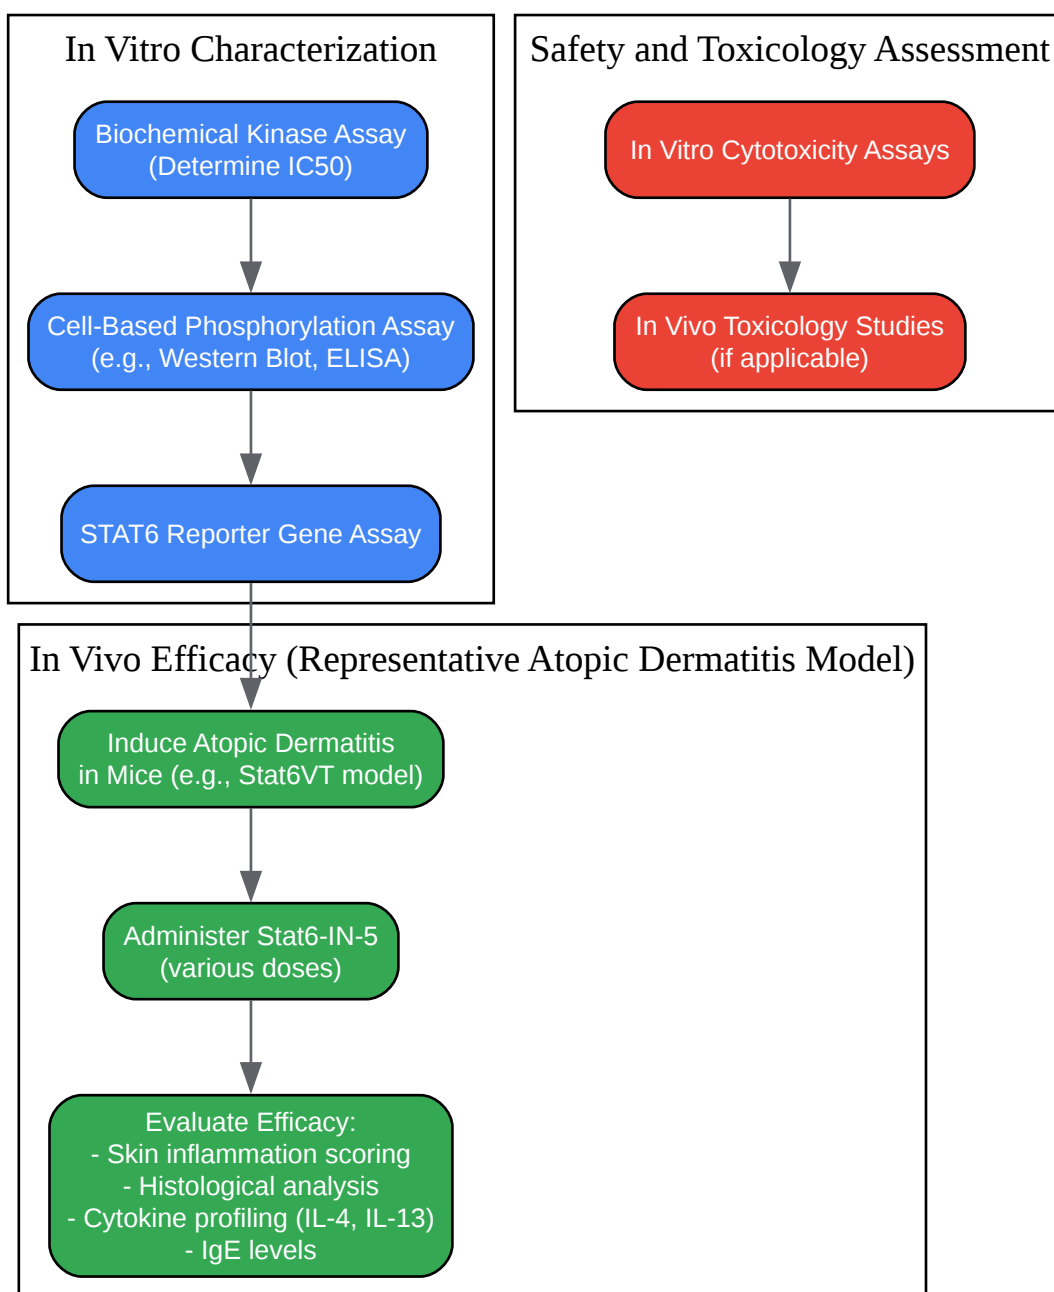 In Vitro Characterization
Biochemical Kinase Assay
(Determine IC50)
Cell-Based Phosphorylation Assay
(e.g., Western Blot, ELISA)
STAT6 Reporter Gene Assay
Safety and Toxicology Assessment
In Vitro Cytotoxicity Assays
In Vivo Toxicology Studies
(if applicable)
In Vivo Efficacy (Representative Atopic Dermatitis Model)
Induce Atopic Dermatitis
in Mice (e.g., Stat6VT model)
Administer Stat6-IN-5
(various doses)
Evaluate Efficacy:
- Skin inflammation scoring
- Histological analysis
- Cytokine profiling (IL-4, IL-13)
- IgE levels